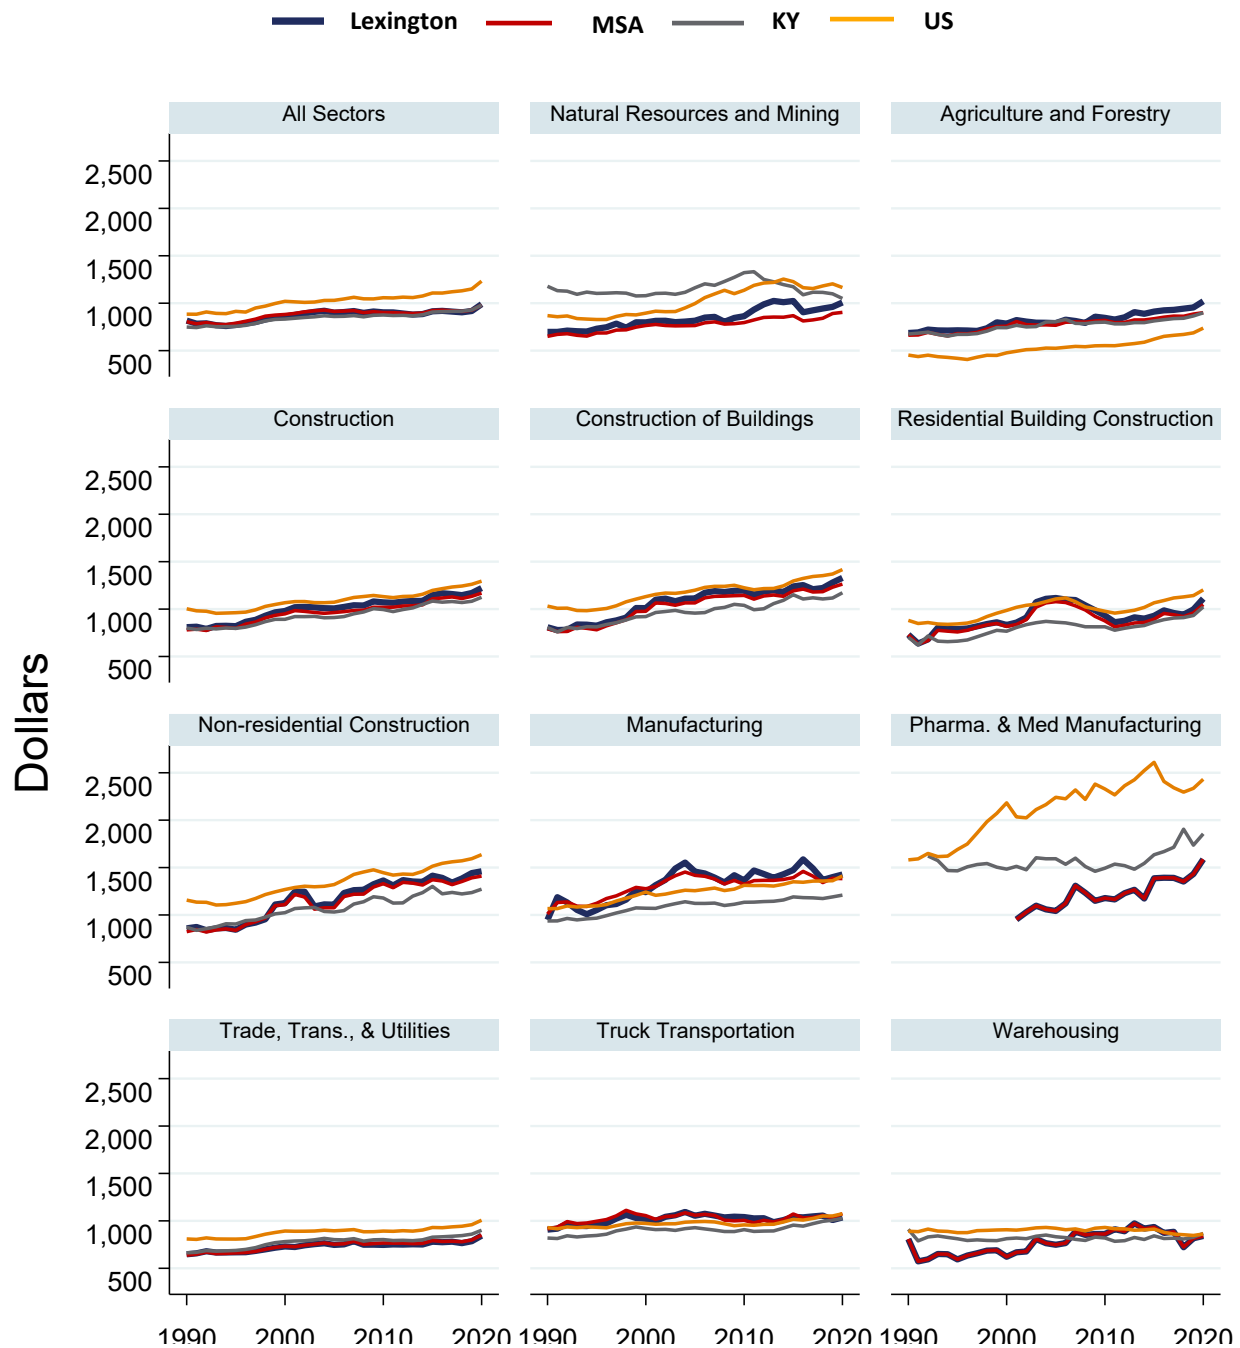 Lexington MSA KY US
All Sectors Natural Resources and Mining Agriculture and Forestry
2,500
2,000
1,500
1,000
500
Construction Construction of Buildings Residential Building Construction
2,500
2,000
1,500
1,000
500
Dollars
Non-residential Construction Manufacturing Pharma. & Med Manufacturing
2,500
2,000
1,500
1,000
500
Trade, Trans., & Utilities Truck Transportation Warehousing
2,500
2,000
1,500
1,000
500
1990 2000 2010 2020 1990 2000 2010 2020 1990 2000 2010 2020